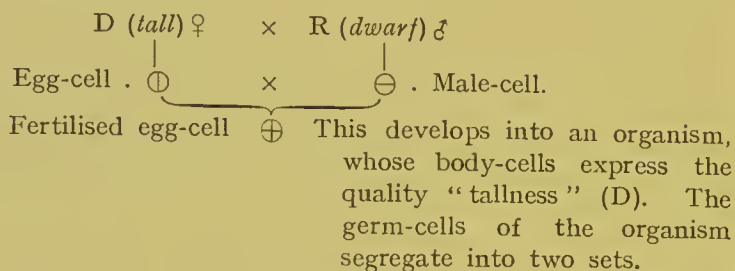 D (tall) ♀ × R (dwarf) ♂
Egg-cell . ⦶ × ⊖ . Male-cell.
Fertilised egg-cell ⊕ This develops into an organism,
whose body-cells express the
quality “tallness” (D). The
germ-cells of the organism
segregate into two sets.